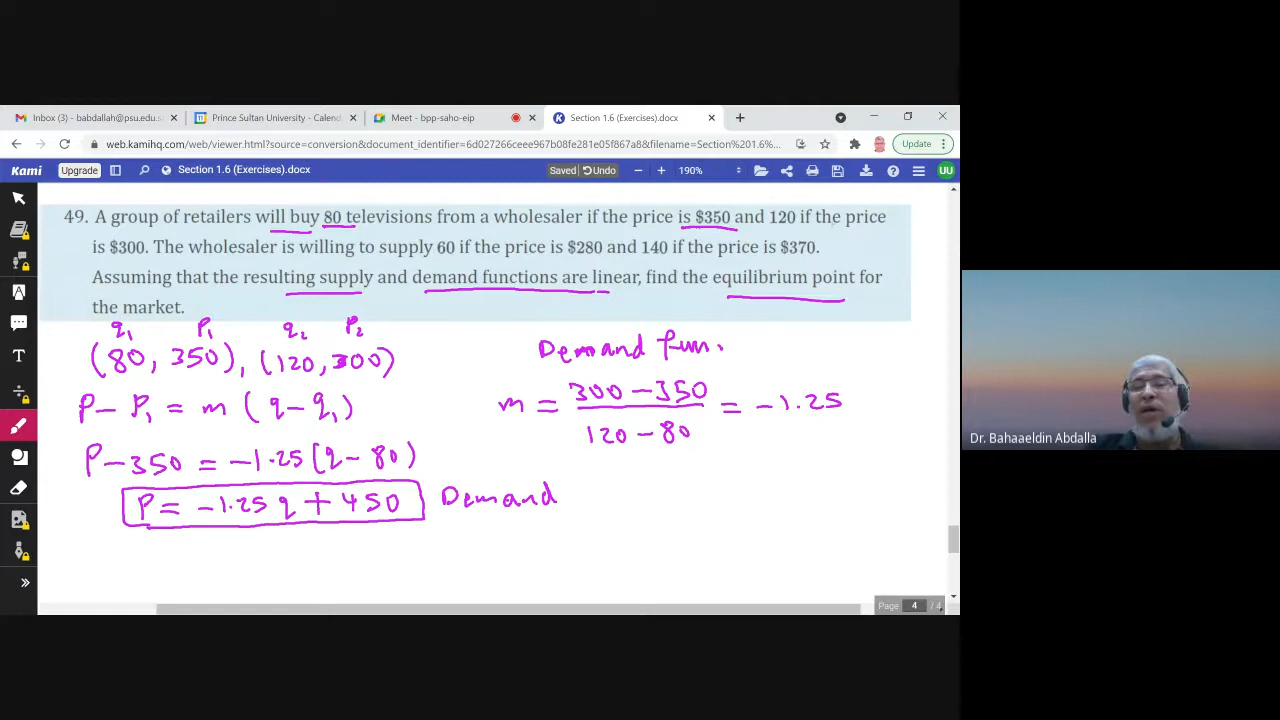 Inbox (3) - babdallah@psu.edu.s
Prince Sultan University - Calend
Meet - bpp-saho-eip
Section 1.6 (Exercises).docx
web.kamihq.com/web/viewer.html?source=conversion&document_identifier=6d027266ceee967b08fe281e05f867a8&filename=Section%201.6%...
Update
Kami Upgrade Section 1.6 (Exercises).docx Saved Undo 190% UU
49. A group of retailers will buy 80 televisions from a wholesaler if the price is $350 and 120 if the price
is $300. The wholesaler is willing to supply 60 if the price is $280 and 140 if the price is $370.
Assuming that the resulting supply and demand functions are linear, find the equilibrium point for
the market.
q₁ P₁ q₂ P₂
(80, 350), (120, 300)
Demand fun.
P - P₁ = m (q - q₁)
m = 300 - 350 / 120 - 80 = -1.25
P - 350 = -1.25 (q - 80)
P = -1.25 q + 450 Demand
Dr. Bahaaeldin Abdalla
Page 4 / 4